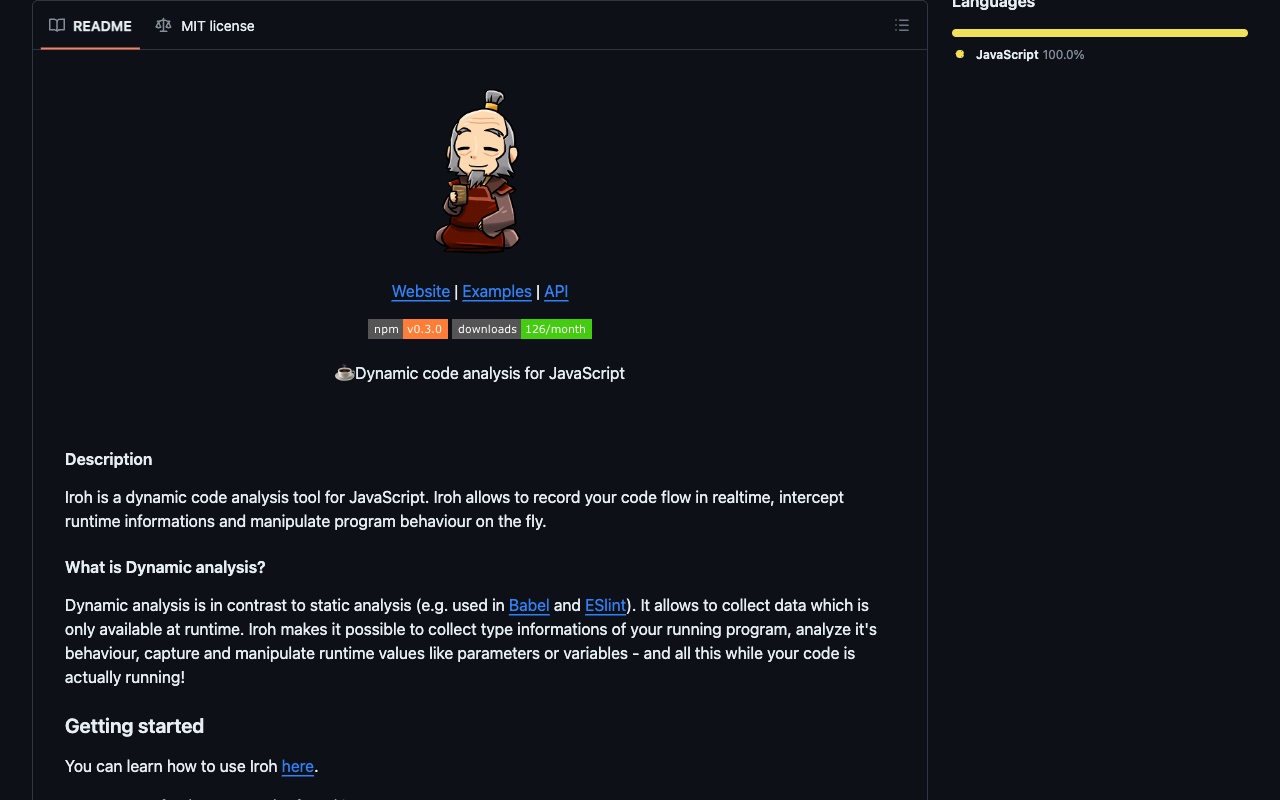 Languages
README
MIT license
JavaScript 100.0%
Website | Examples | API
npm v0.3.0 downloads 126/month
☕Dynamic code analysis for JavaScript
Description
Iroh is a dynamic code analysis tool for JavaScript. Iroh allows to record your code flow in realtime, intercept
runtime informations and manipulate program behaviour on the fly.
What is Dynamic analysis?
Dynamic analysis is in contrast to static analysis (e.g. used in Babel and ESlint). It allows to collect data which is
only available at runtime. Iroh makes it possible to collect type informations of your running program, analyze it's
behaviour, capture and manipulate runtime values like parameters or variables - and all this while your code is
actually running!
Getting started
You can learn how to use Iroh here.